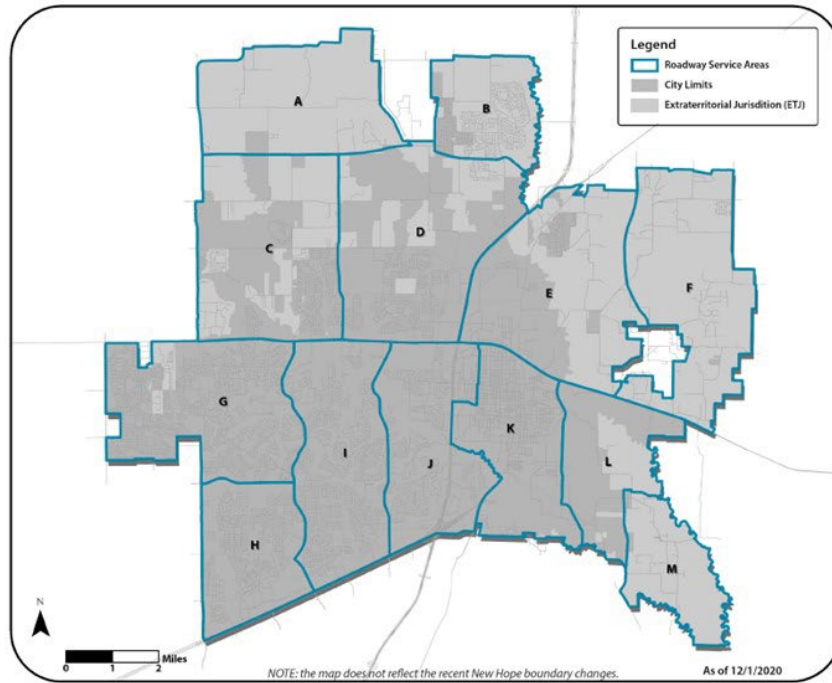 Legend
Roadway Service Areas
City Limits
Extraterritorial Jurisdition (ETJ)
A
B
C
D
E
F
G
H
I
J
K
L
M
N
0 1 2 Miles
NOTE: the map does not reflect the recent New Hope boundary changes.
As of 12/1/2020